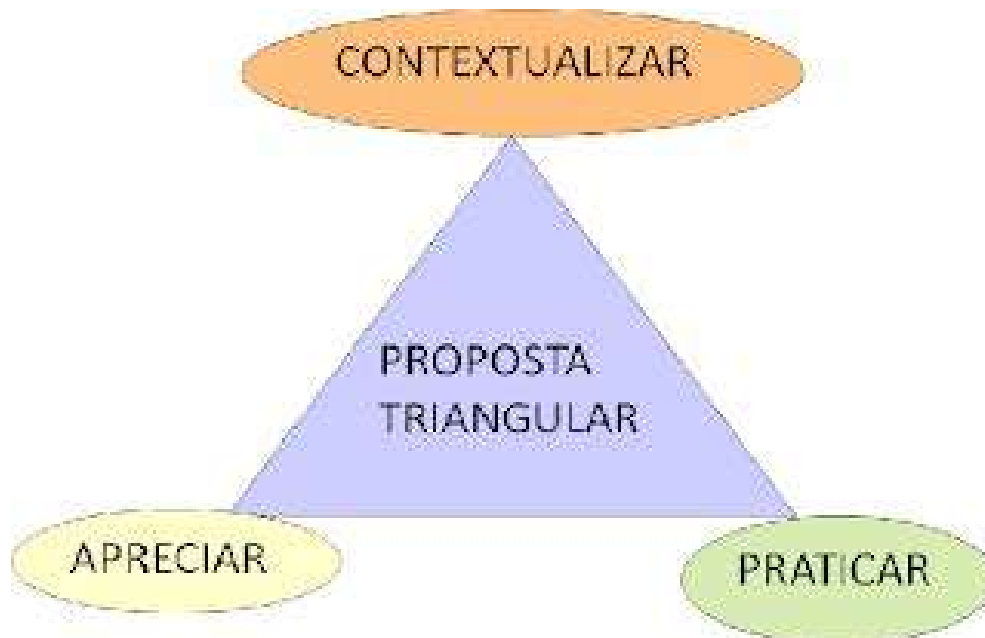 CONTEXTUALIZAR
PROPOSTA
TRIANGULAR
APRECIAR
PRATICAR